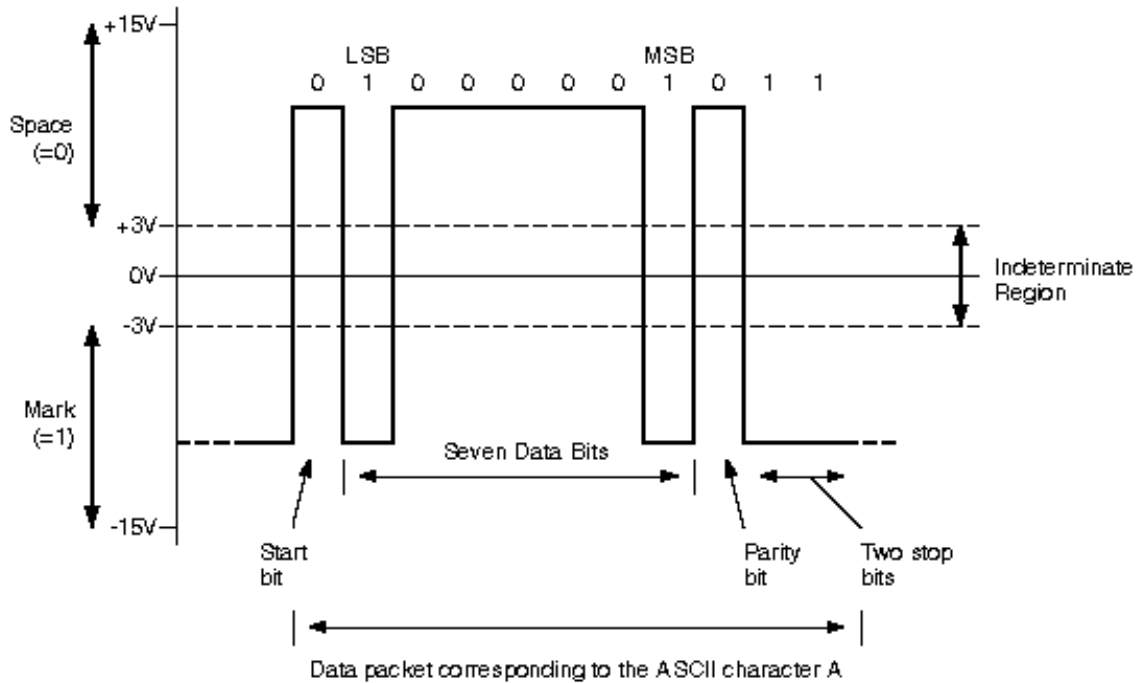 +15V
LSB MSB
0 1 0 0 0 0 0 1 0 1 1
Space
(=0)
+3V
0V
Indeterminate
Region
-3V
Mark
(=1)
Seven Data Bits
-15V
Start
bit
Parity
bit
Two stop
bits
Data packet corresponding to the ASCII character A